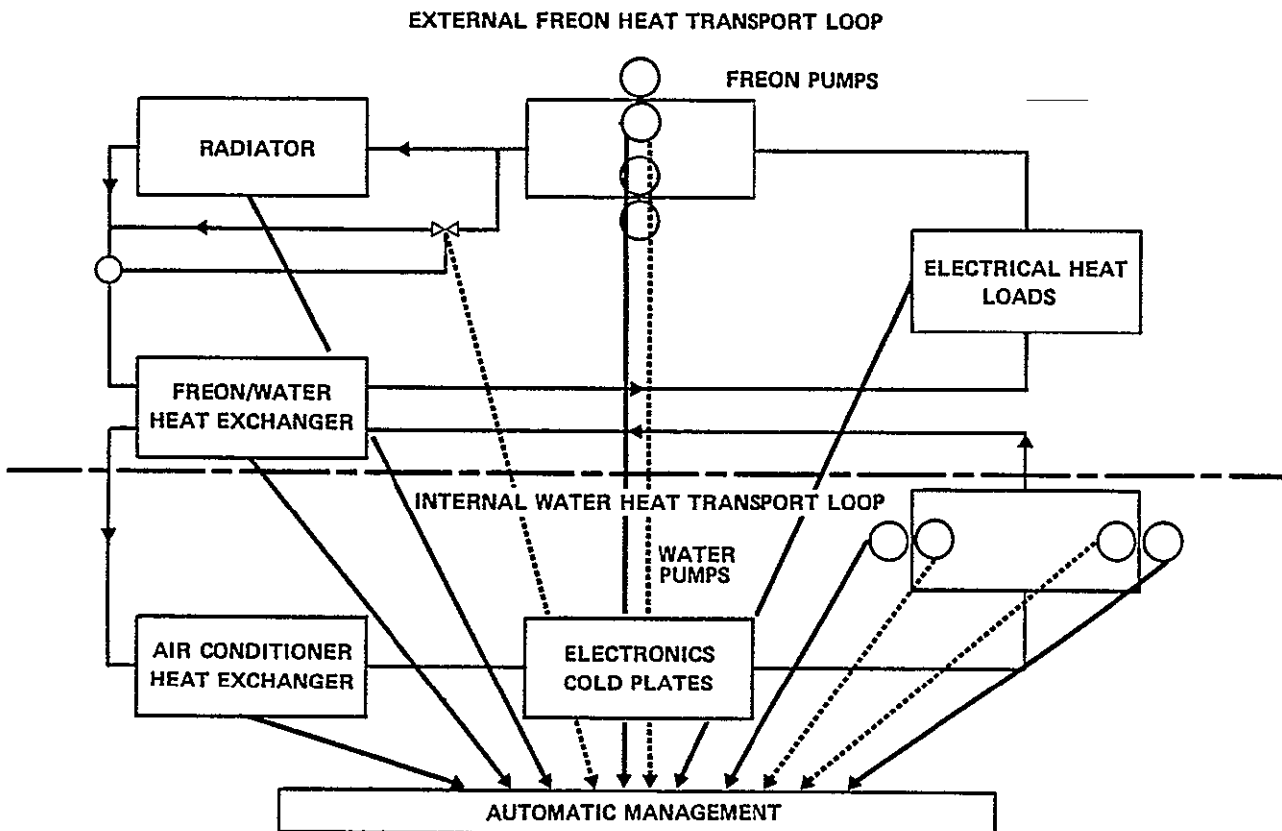 EXTERNAL FREON HEAT TRANSPORT LOOP
FREON PUMPS
RADIATOR
ELECTRICAL HEAT
LOADS
FREON/WATER
HEAT EXCHANGER
INTERNAL WATER HEAT TRANSPORT LOOP
WATER
PUMPS
AIR CONDITIONER
HEAT EXCHANGER
ELECTRONICS
COLD PLATES
AUTOMATIC MANAGEMENT